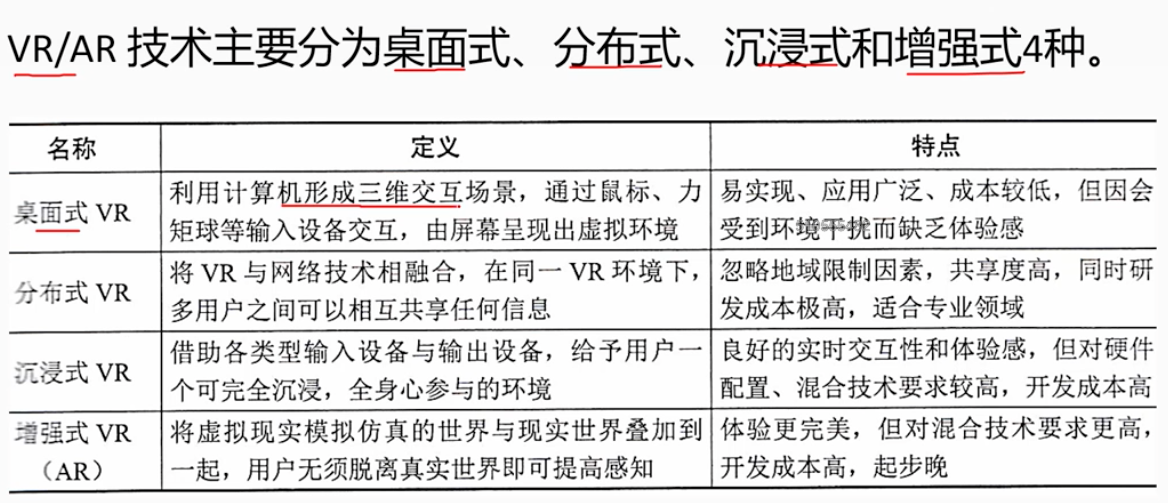 VR/AR 技术主要分为桌面式、分布式、沉浸式和增强式4种。
名称
定义
特点
桌面式 VR
利用计算机形成三维交互场景，通过鼠标、力
矩球等输入设备交互，由屏幕呈现出虚拟环境
易实现、应用广泛、成本较低，但因会
受到环境干扰而缺乏体验感
分布式 VR
将 VR 与网络技术相融合，在同一 VR 环境下，
多用户之间可以相互共享任何信息
忽略地域限制因素，共享度高，同时研
发成本极高，适合专业领域
沉浸式 VR
借助各类型输入设备与输出设备，给予用户一
个可完全沉浸，全身心参与的环境
良好的实时交互性和体验感，但对硬件
配置、混合技术要求较高，开发成本高
增强式 VR
（AR）
将虚拟现实模拟仿真的世界与现实世界叠加到
一起，用户无须脱离真实世界即可提高感知
体验更完美，但对混合技术要求更高，
开发成本高，起步晚